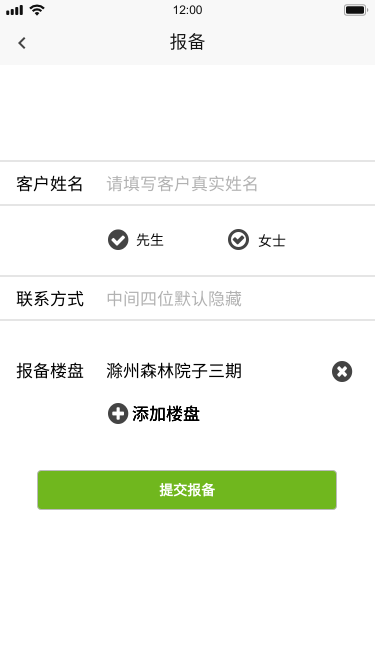 12:00
报备
客户姓名 请填写客户真实姓名
先生 女士
联系方式 中间四位默认隐藏
报备楼盘 滁州森林院子三期
添加楼盘
提交报备